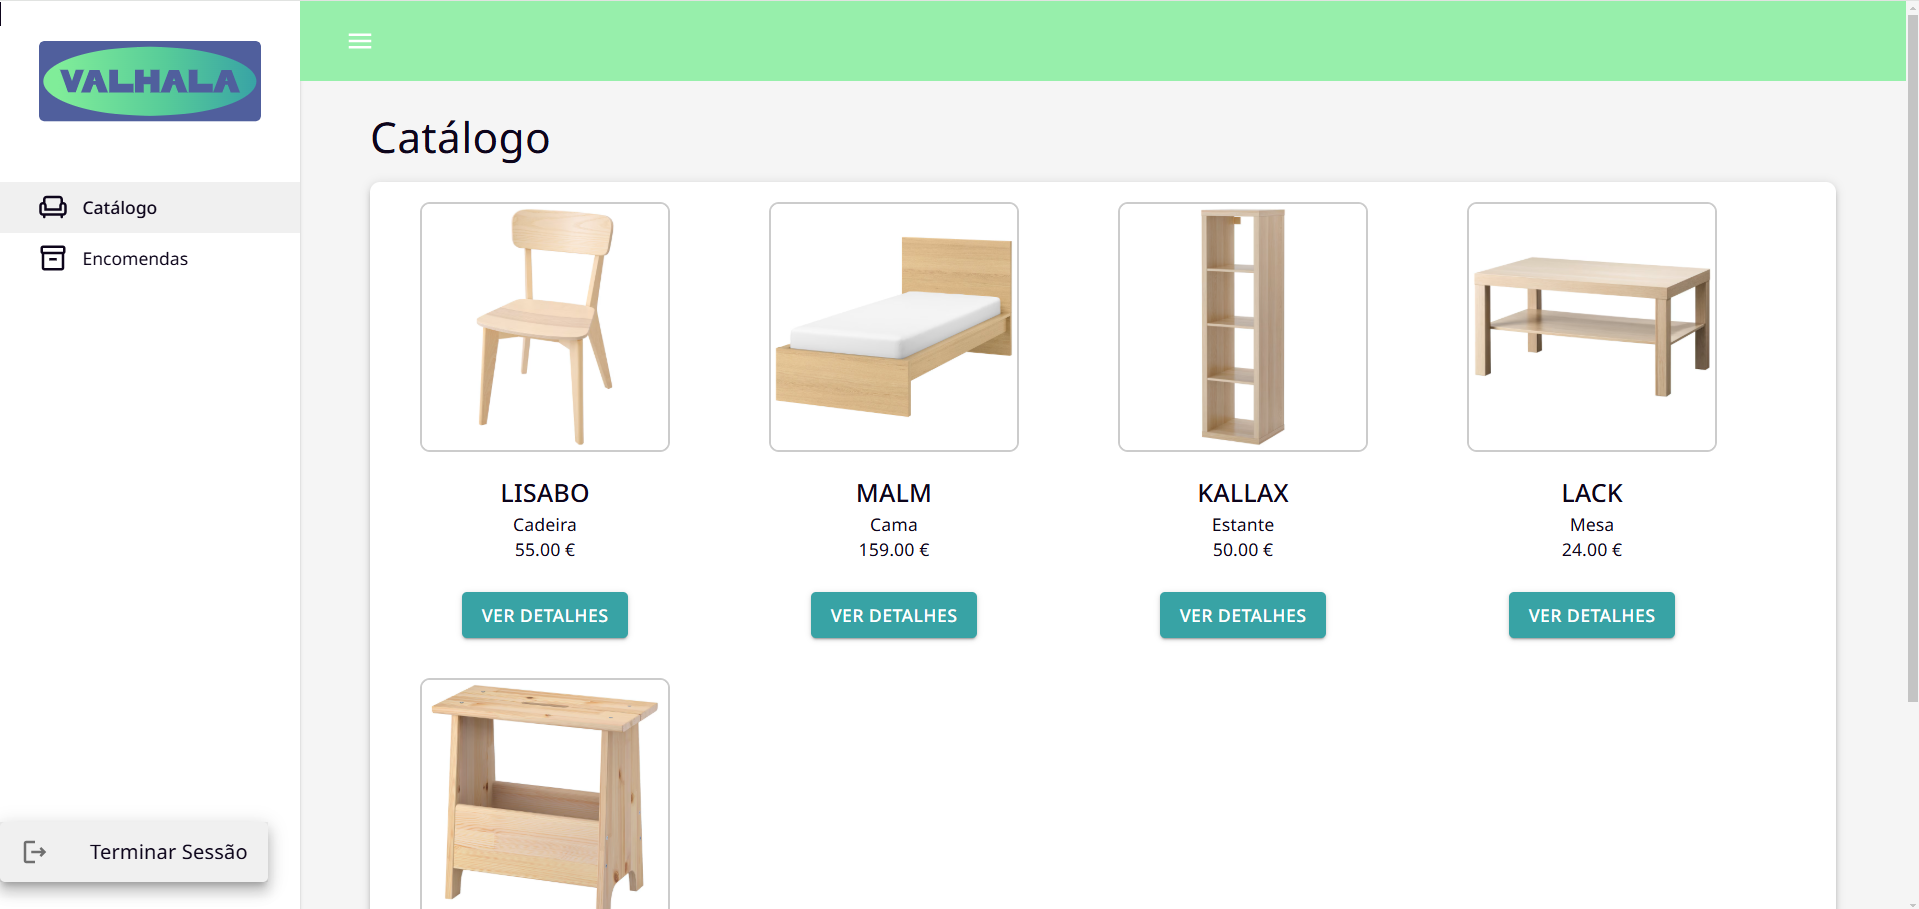 VALHALA
Catálogo
Encomendas
Terminar Sessão
Catálogo
LISABO
Cadeira
55.00 €
VER DETALHES
MALM
Cama
159.00 €
VER DETALHES
KALLAX
Estante
50.00 €
VER DETALHES
LACK
Mesa
24.00 €
VER DETALHES